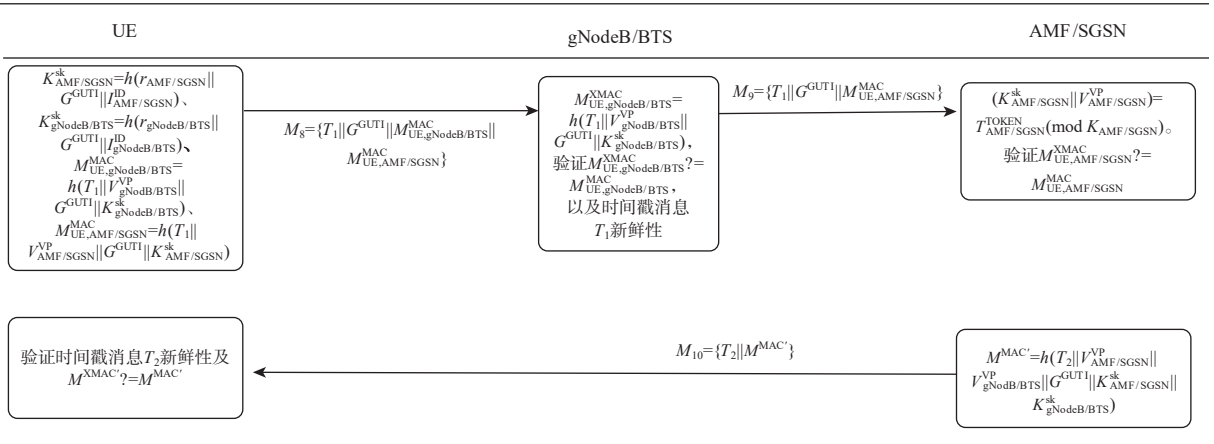 UE
gNodeB/BTS
AMF/SGSN
K^sk_AMF/SGSN=h(r_AMF/SGSN||
G^GUTI||I^ID_AMF/SGSN)、
K^sk_gNodeB/BTS=h(r_gNodeB/BTS||
G^GUTI||I^ID_gNodeB/BTS)、
M^MAC_UE,gNodeB/BTS=
h(T_1||V^VP_gNodB/BTS||
G^GUTI||K^sk_gNodeB/BTS)、
M^MAC_UE,AMF/SGSN=h(T_1||
V^VP_AMF/SGSN||G^GUTI||K^sk_AMF/SGSN)
M_8={T_1||G^GUTI||M^MAC_UE,gNodeB/BTS||
M^MAC_UE,AMF/SGSN}
M^XMAC_UE,gNodeB/BTS=
h(T_1||V^VP_gNodB/BTS||
G^GUTI||K^sk_gNodeB/BTS),
验证M^XMAC_UE,gNodeB/BTS?=
M^MAC_UE,gNodeB/BTS,
以及时间戳消息
T_1新鲜性
M_9={T_1||G^GUTI||M^MAC_UE,AMF/SGSN}
(K^sk_AMF/SGSN||V^VP_AMF/SGSN)=
T^TOKEN_AMF/SGSN(mod K_AMF/SGSN)。
验证M^XMAC_UE,AMF/SGSN?=
M^MAC_UE,AMF/SGSN
验证时间戳消息T_2新鲜性及
M^XMAC'?=M^MAC'
M_10={T_2||M^MAC'}
M^MAC'=h(T_2||V^VP_AMF/SGSN||
V^VP_gNodB/BTS||G^GUTI||K^sk_AMF/SGSN||
K^sk_gNodeB/BTS)